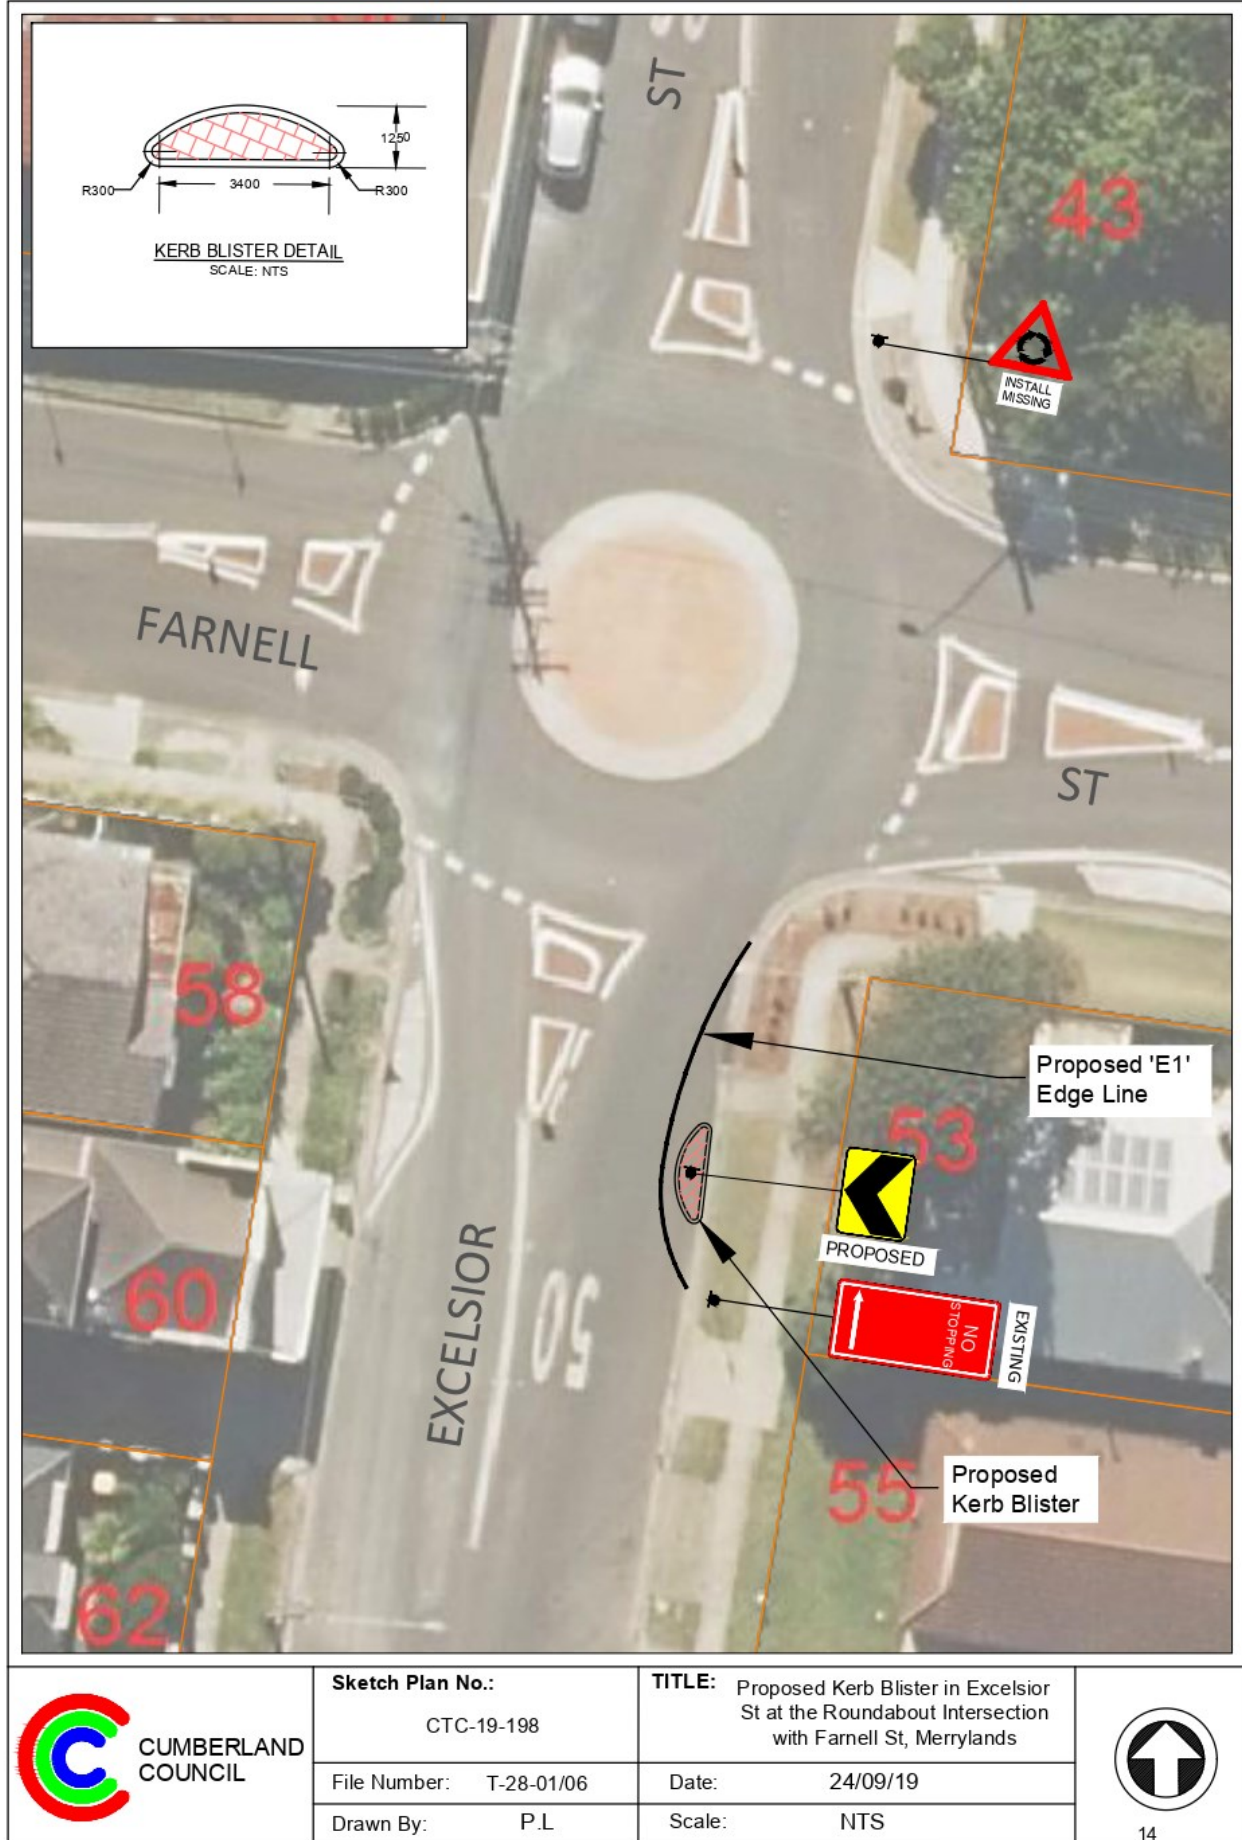 1250
R300
3400
R300
KERB BLISTER DETAIL
SCALE: NTS
ST
50
43
INSTALL
MISSING
FARNELL
ST
58
Proposed 'E1'
Edge Line
53
PROPOSED
60
EXCELSIOR
50
NO
STOPPING
EXISTING
55
Proposed
Kerb Blister
62
CUMBERLAND
COUNCIL
Sketch Plan No.:
CTC-19-198
TITLE: Proposed Kerb Blister in Excelsior
St at the Roundabout Intersection
with Farnell St, Merrylands
File Number: T-28-01/06
Date: 24/09/19
Drawn By: P.L
Scale: NTS
14